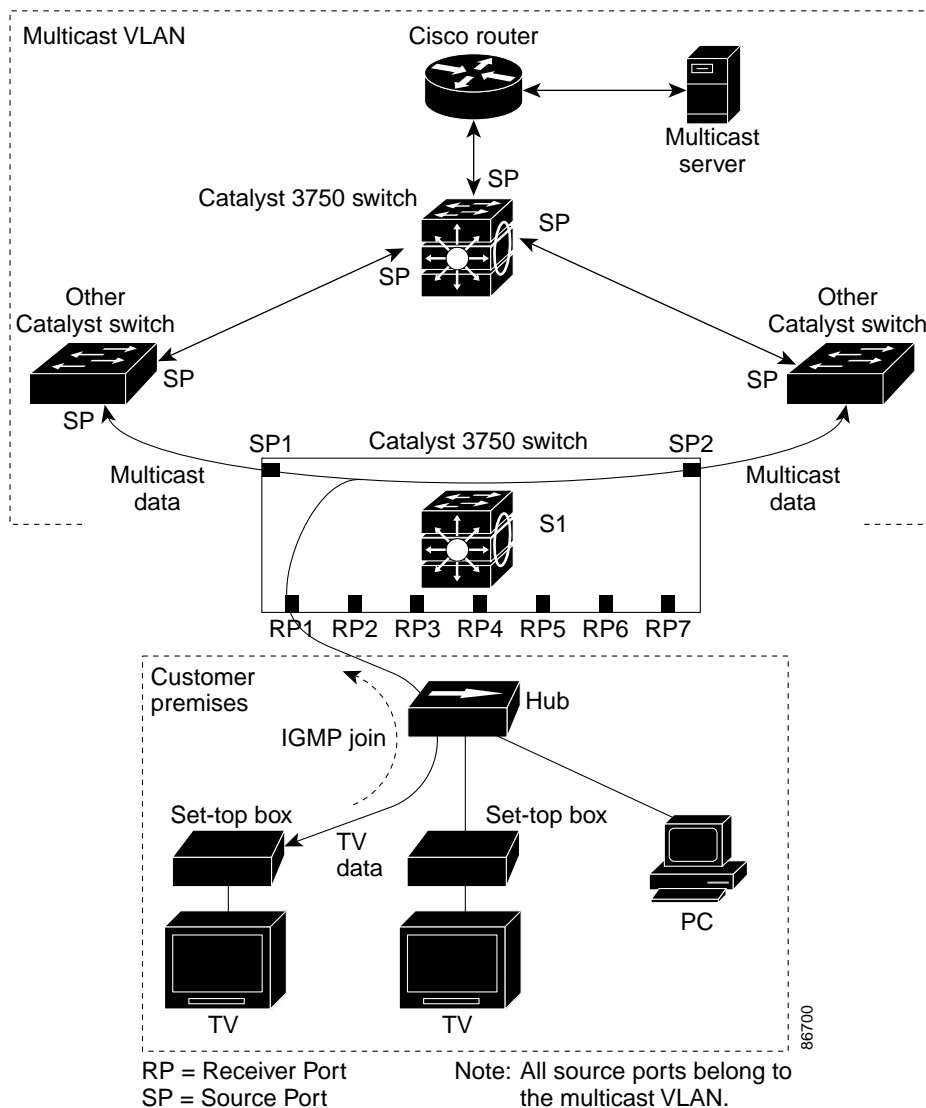 Multicast VLAN
Cisco router
Multicast
server
SP
Catalyst 3750 switch
SP
SP
Other
Catalyst switch
Other
Catalyst switch
SP
SP
SP
SP1
Catalyst 3750 switch
SP2
Multicast
data
Multicast
data
S1
RP1
RP2
RP3
RP4
RP5
RP6
RP7
Customer
premises
Hub
IGMP join
Set-top box
TV
data
Set-top box
PC
TV
TV
86700
RP = Receiver Port
SP = Source Port
Note: All source ports belong to
the multicast VLAN.